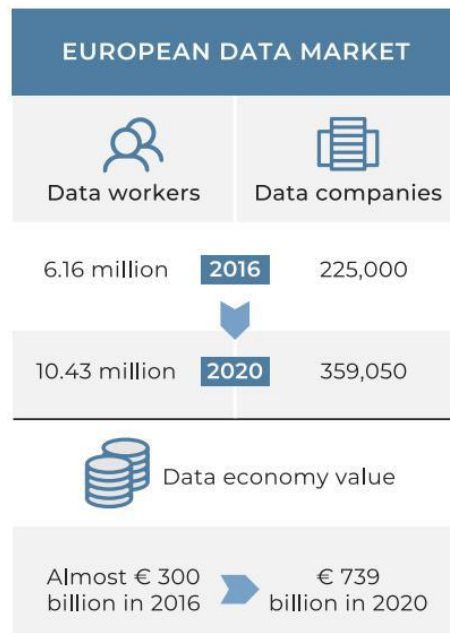 EUROPEAN DATA MARKET
Data workers
Data companies
6.16 million 2016 225,000
10.43 million 2020 359,050
Data economy value
Almost € 300
billion in 2016
€ 739
billion in 2020